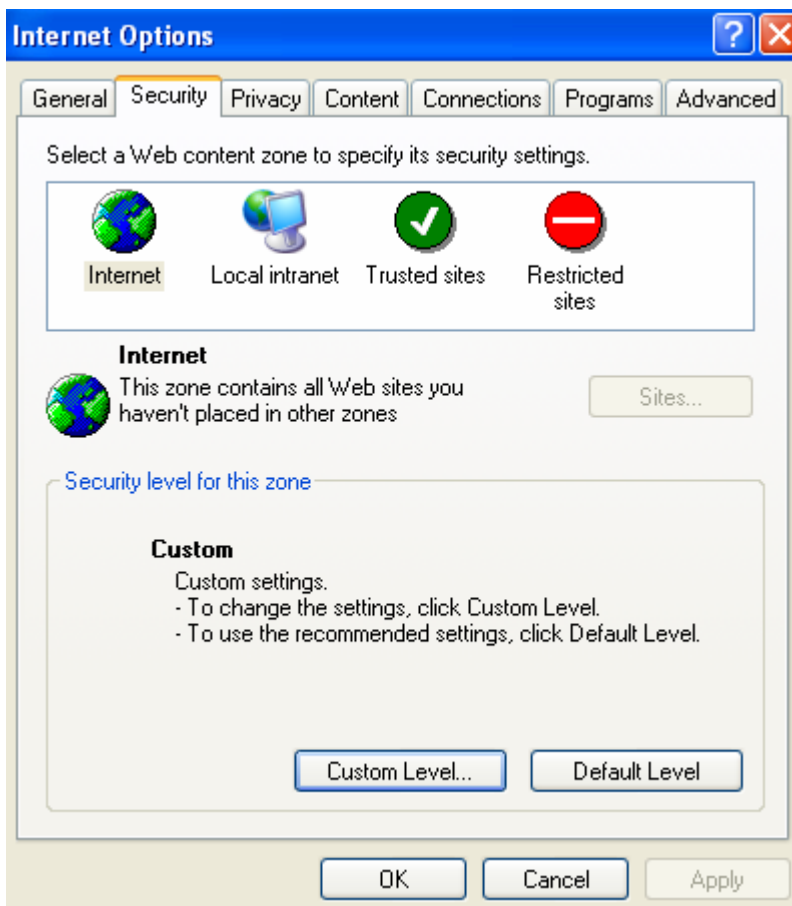 Internet Options
General Security Privacy Content Connections Programs Advanced
Select a Web content zone to specify its security settings.
Internet Local intranet Trusted sites Restricted
sites
Internet
This zone contains all Web sites you
haven't placed in other zones
Sites...
Security level for this zone
Custom
Custom settings.
- To change the settings, click Custom Level.
- To use the recommended settings, click Default Level.
Custom Level... Default Level
OK Cancel Apply